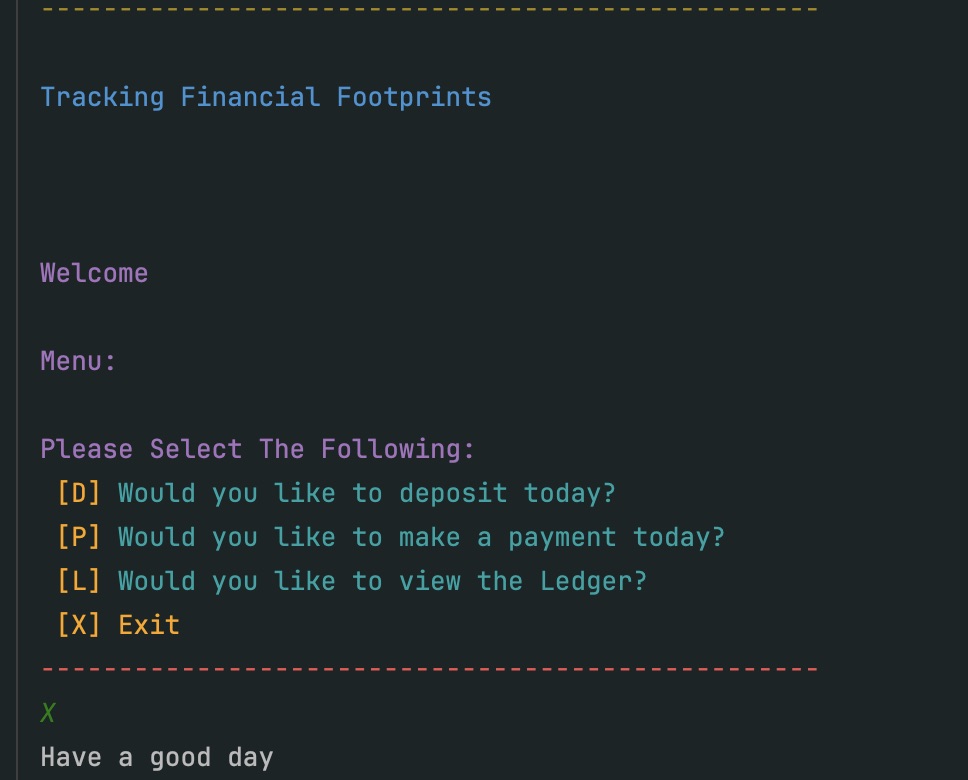 --------------------------------------------------
Tracking Financial Footprints
Welcome
Menu:
Please Select The Following:
[D] Would you like to deposit today?
[P] Would you like to make a payment today?
[L] Would you like to view the Ledger?
[X] Exit
--------------------------------------------------
X
Have a good day